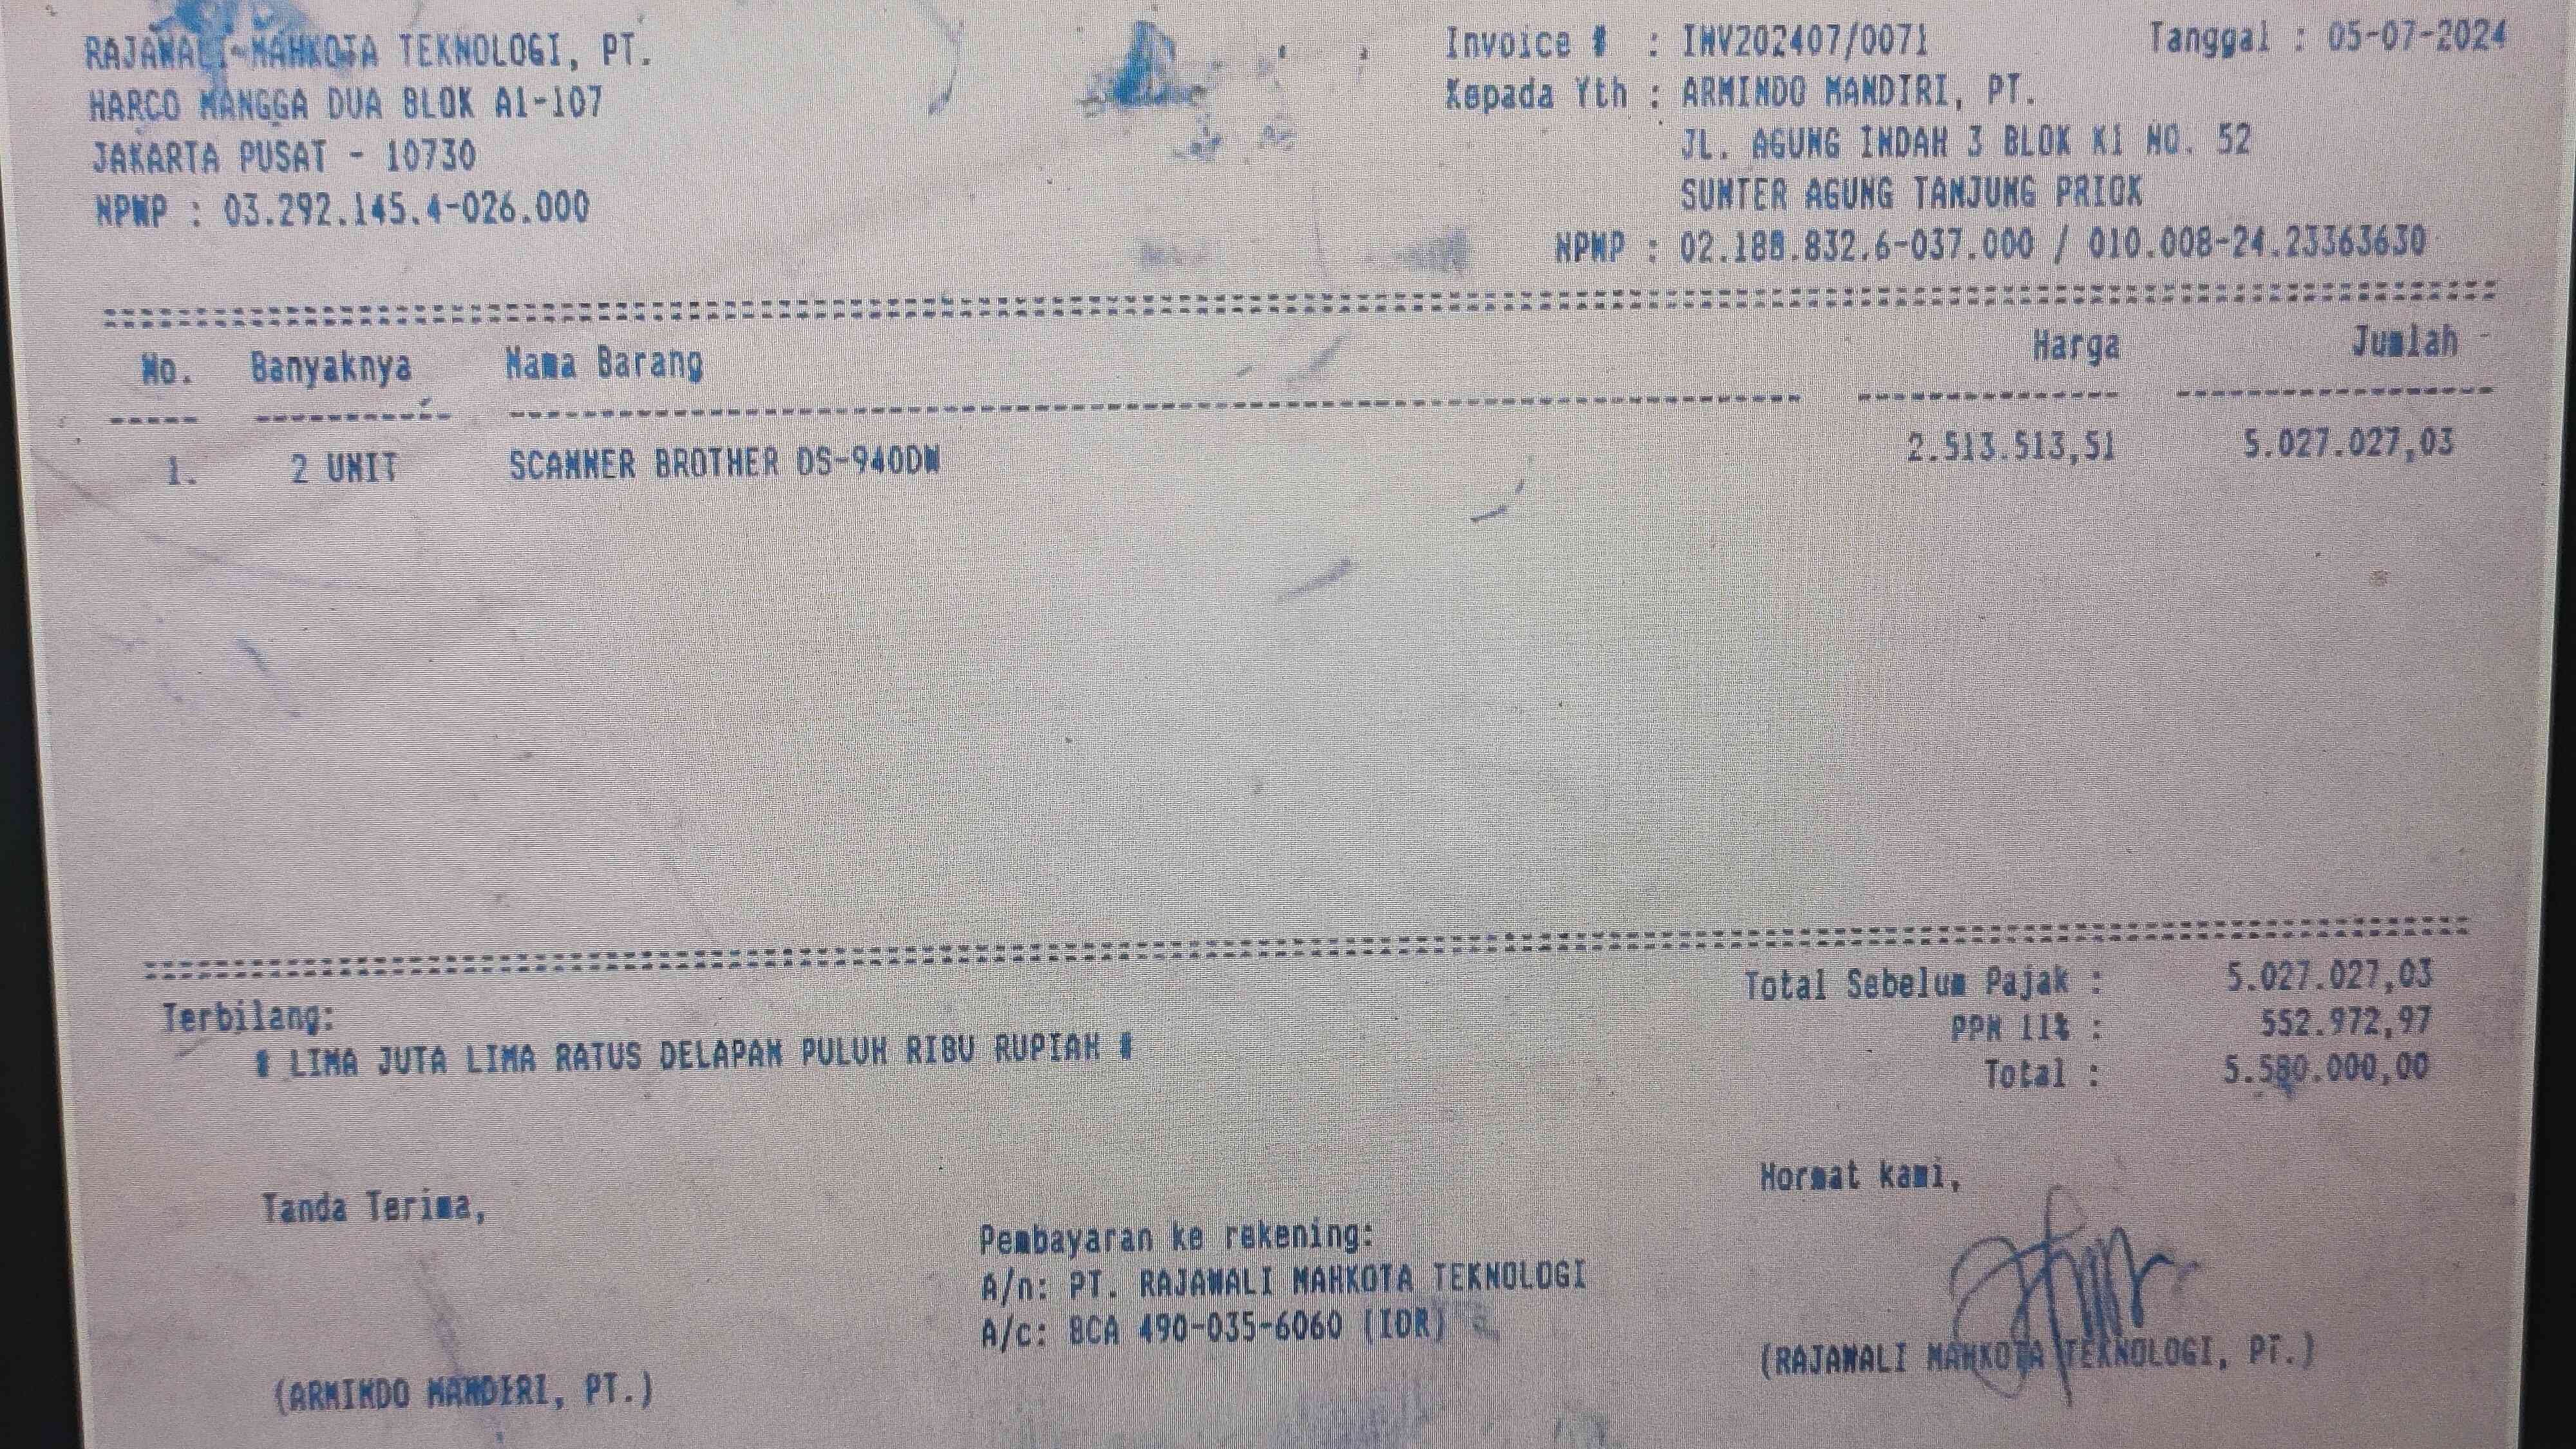 RAJAWALI MAHKOTA TEKNOLOGI, PT.
HARCO MANGGA DUA BLOK A1-107
JAKARTA PUSAT - 10730
NPWP : 03.292.145.4-026.000
Invoice # : INV202407/0071 Tanggal : 05-07-2024
Kepada Yth : ARMINDO MANDIRI, PT.
JL. AGUNG INDAH 3 BLOK K1 NO. 52
SUNTER AGUNG TANJUNG PRIOK
NPWP : 02.188.832.6-037.000 / 010.008-24.23363630
No. Banyaknya Nama Barang Harga Jumlah
1. 2 UNIT SCANNER BROTHER DS-940DW 2.513.513,51 5.027.027,03
Total Sebelum Pajak : 5.027.027,03
PPN 11% : 552.972,97
Total : 5.580.000,00
Terbilang:
# LIMA JUTA LIMA RATUS DELAPAN PULUH RIBU RUPIAH #
Tanda Terima,
(ARMINDO MANDIRI, PT.)
Pembayaran ke rekening:
A/n: PT. RAJAWALI MAHKOTA TEKNOLOGI
A/c: BCA 490-035-6060 (IDR)
Hormat kami,
(RAJAWALI MAHKOTA TEKNOLOGI, PT.)